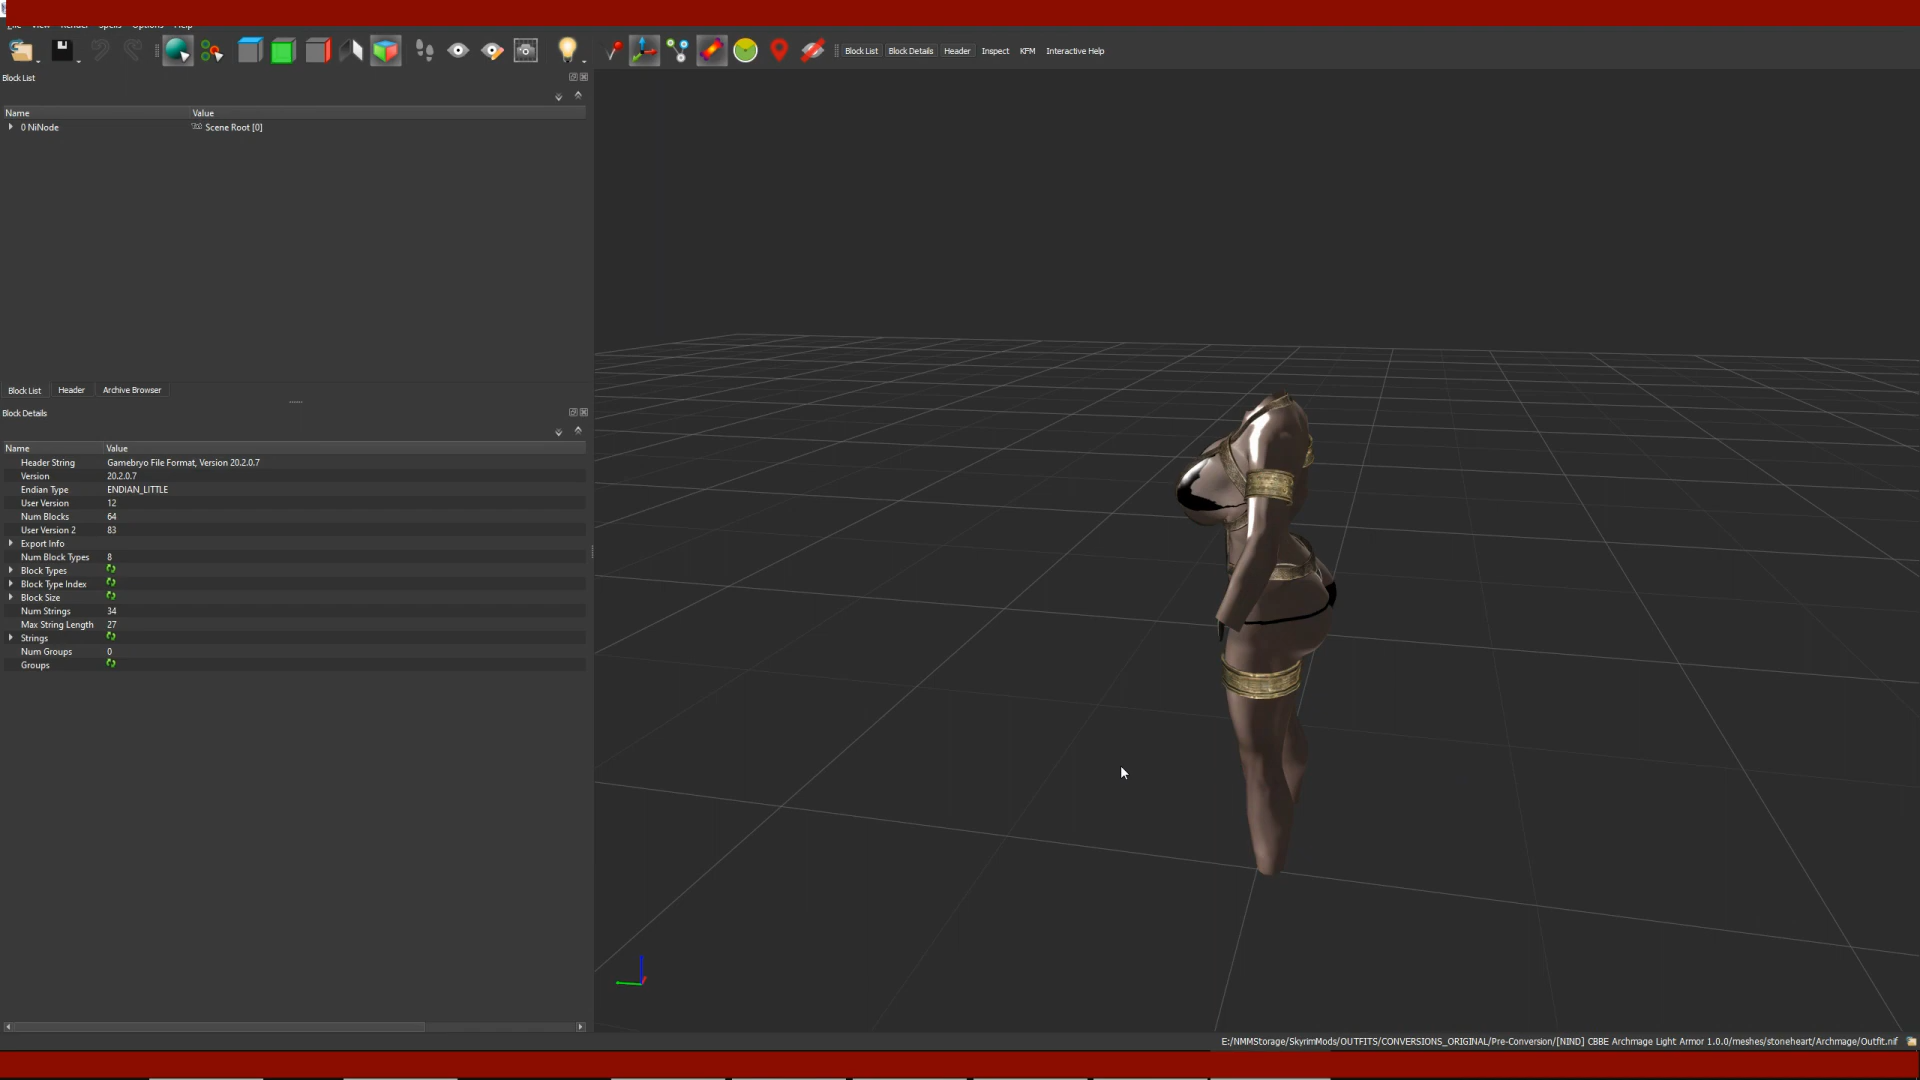 Block List
Block Details
Header
Inspect
KFM
Interactive Help
Block List
Name Value
0 NiNode Scene Root [0]
Block List Header Archive Browser
Block Details
Name Value
Header String Gamebryo File Format, Version 20.2.0.7
Version 20.2.0.7
Endian Type ENDIAN_LITTLE
User Version 12
Num Blocks 64
User Version 2 83
Export Info
Num Block Types 8
Block Types
Block Type Index
Block Size
Num Strings 34
Max String Length 27
Strings
Num Groups 0
Groups
E:/NMMStorage/SkyrimMods/OUTFITS/CONVERSIONS_ORIGINAL/Pre-Conversion/[NIND] CBBE Archmage Light Armor 1.0.0/meshes/stoneheart/Archmage/Outfit.nif